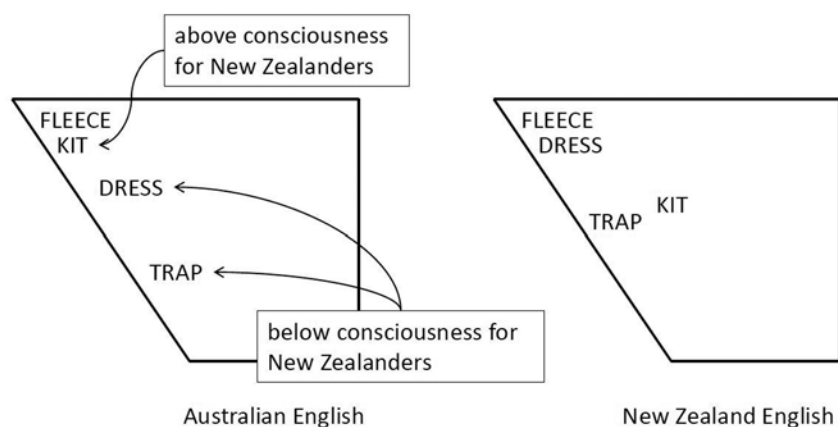 above consciousness
for New Zealanders
FLEECE
KIT
DRESS
TRAP
below consciousness for
New Zealanders
Australian English
FLEECE
DRESS
KIT
TRAP
New Zealand English